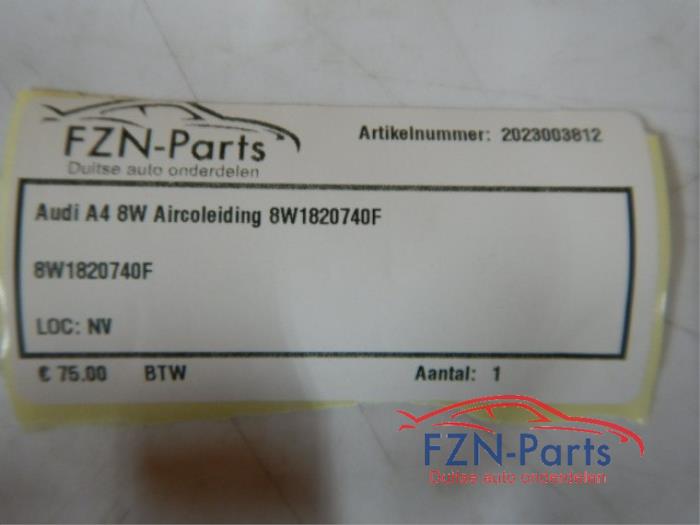 FZN-Parts
Duitse auto onderdelen
Artikelnummer: 2023003812
Audi A4 8W Aircoleiding 8W1820740F
8W1820740F
LOC: NV
€ 75.00 BTW Aantal: 1
FZN-Parts
Duitse auto onderdelen